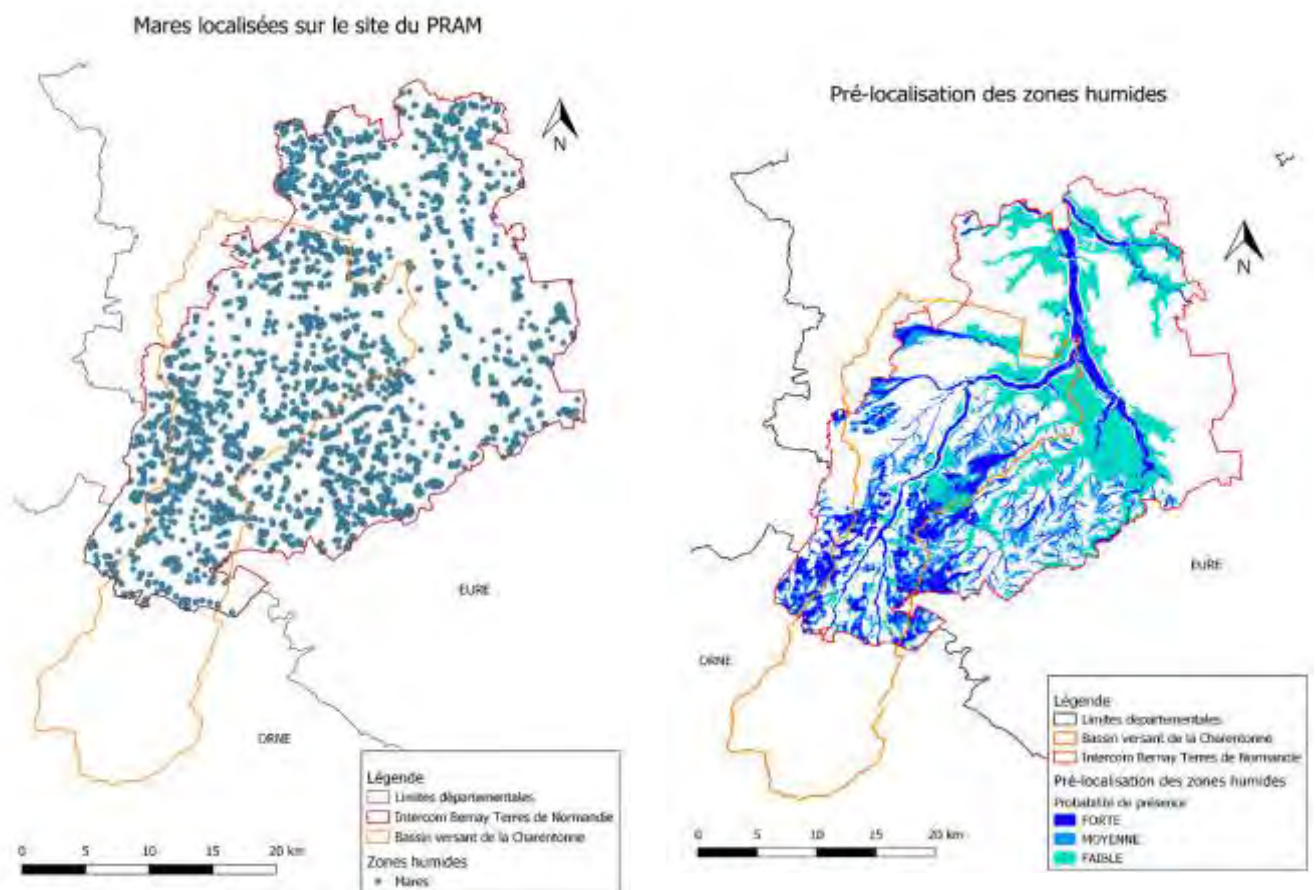 Mares localisées sur le site du PRAM
N
EURE
ORNE
Légende
Limites départementales
Intercom Bernay Terres de Normandie
Bassin versant de la Charentonne
Zones humides
Mares
0 5 10 15 20 km
Pré-localisation des zones humides
N
EURE
ORNE
Légende
Limites départementales
Bassin versant de la Charentonne
Intercom Bernay Terres de Normandie
Pré-localisation des zones humides
Probabilité de présence
FORTE
MOYENNE
FAIBLE
0 5 10 15 20 km